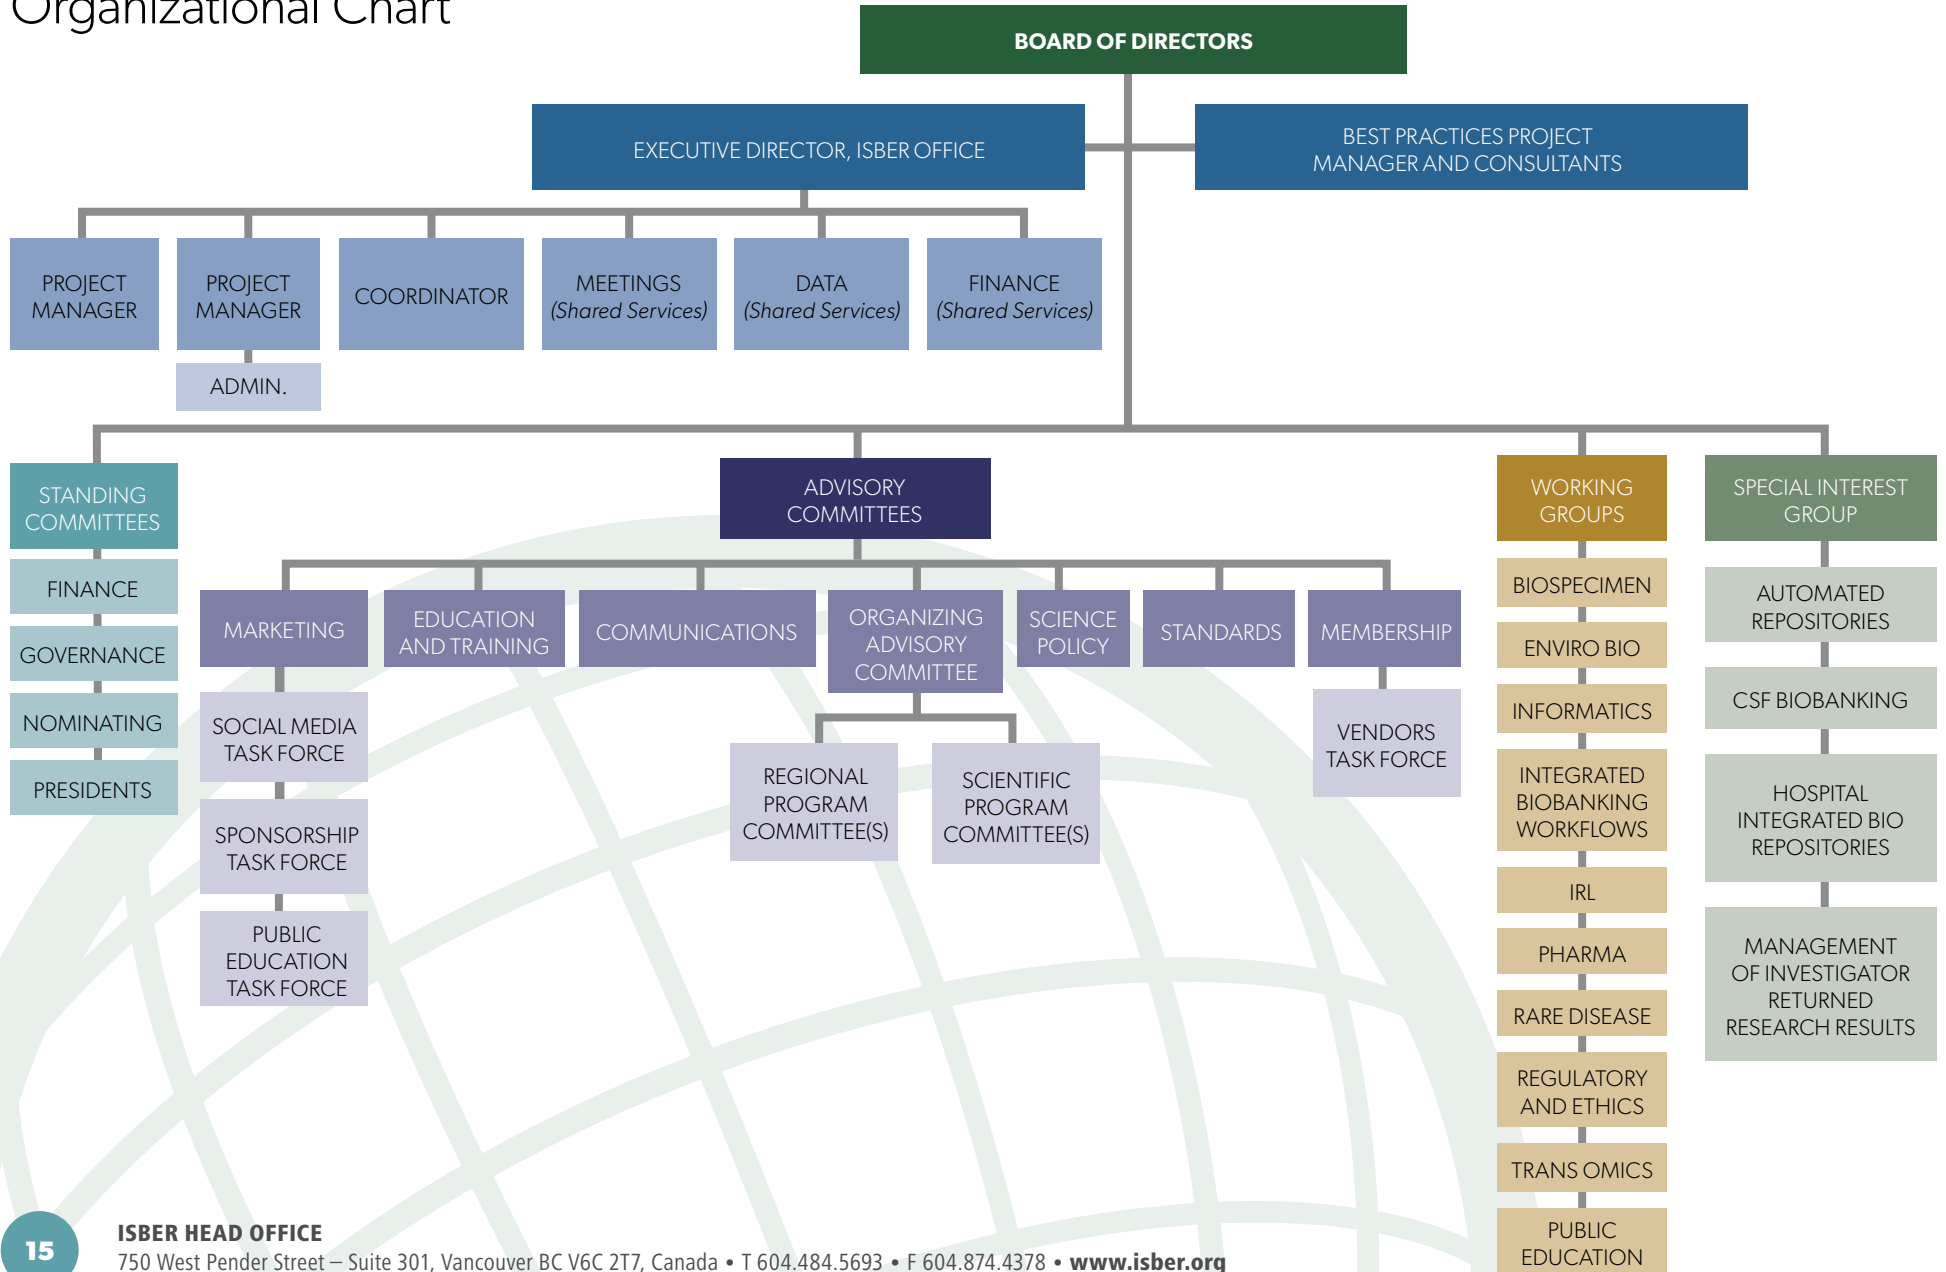 Organizational Chart
BOARD OF DIRECTORS
EXECUTIVE DIRECTOR, ISBER OFFICE
BEST PRACTICES PROJECT
MANAGER AND CONSULTANTS
PROJECT
MANAGER
PROJECT
MANAGER
COORDINATOR
MEETINGS
(Shared Services)
DATA
(Shared Services)
FINANCE
(Shared Services)
ADMIN.
STANDING
COMMITTEES
FINANCE
GOVERNANCE
NOMINATING
PRESIDENTS
ADVISORY
COMMITTEES
MARKETING
SOCIAL MEDIA
TASK FORCE
SPONSORSHIP
TASK FORCE
PUBLIC
EDUCATION
TASK FORCE
EDUCATION
AND TRAINING
COMMUNICATIONS
ORGANIZING
ADVISORY
COMMITTEE
REGIONAL
PROGRAM
COMMITTEE(S)
SCIENTIFIC
PROGRAM
COMMITTEE(S)
SCIENCE
POLICY
STANDARDS
MEMBERSHIP
VENDORS
TASK FORCE
WORKING
GROUPS
BIOSPECIMEN
ENVIRO BIO
INFORMATICS
INTEGRATED
BIOBANKING
WORKFLOWS
IRL
PHARMA
RARE DISEASE
REGULATORY
AND ETHICS
TRANS OMICS
PUBLIC
EDUCATION
SPECIAL INTEREST
GROUP
AUTOMATED
REPOSITORIES
CSF BIOBANKING
HOSPITAL
INTEGRATED BIO
REPOSITORIES
MANAGEMENT
OF INVESTIGATOR
RETURNED
RESEARCH RESULTS
15
ISBER HEAD OFFICE
750 West Pender Street – Suite 301, Vancouver BC V6C 2T7, Canada • T 604.484.5693 • F 604.874.4378 • www.isber.org